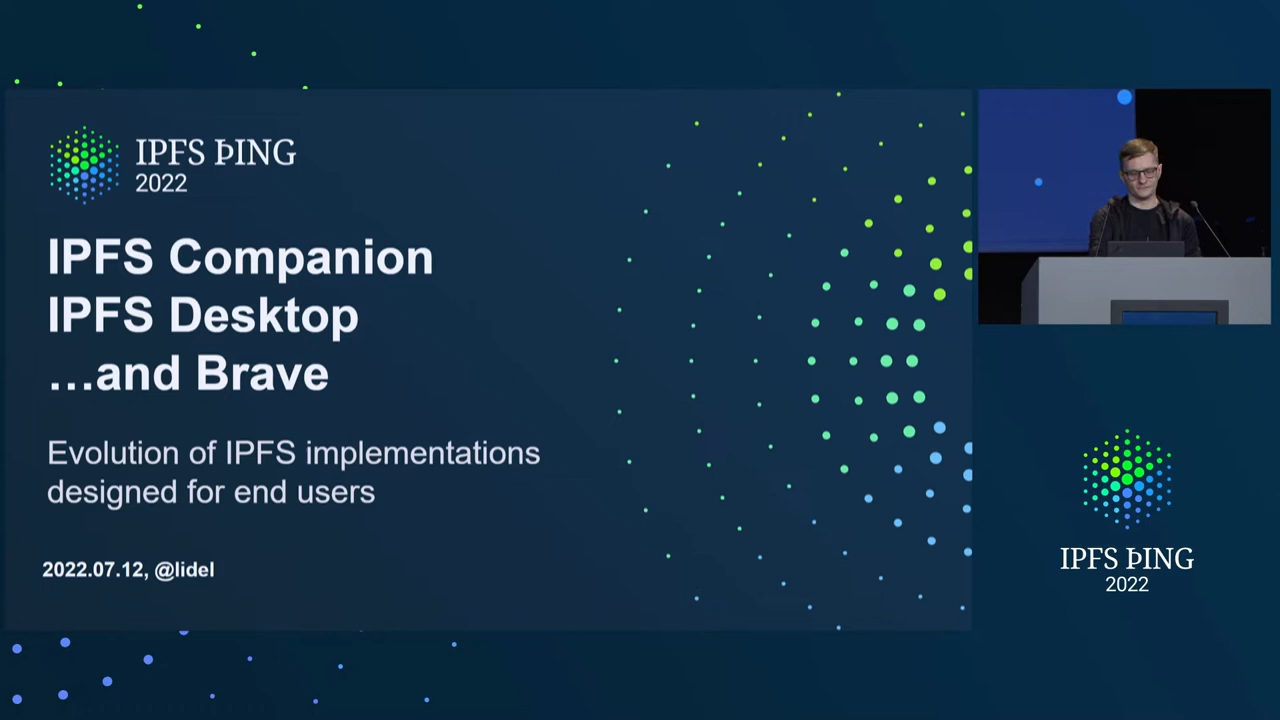 IPFS ÞING
2022
IPFS Companion
IPFS Desktop
…and Brave
Evolution of IPFS implementations
designed for end users
2022.07.12, @lidel
IPFS ÞING
2022